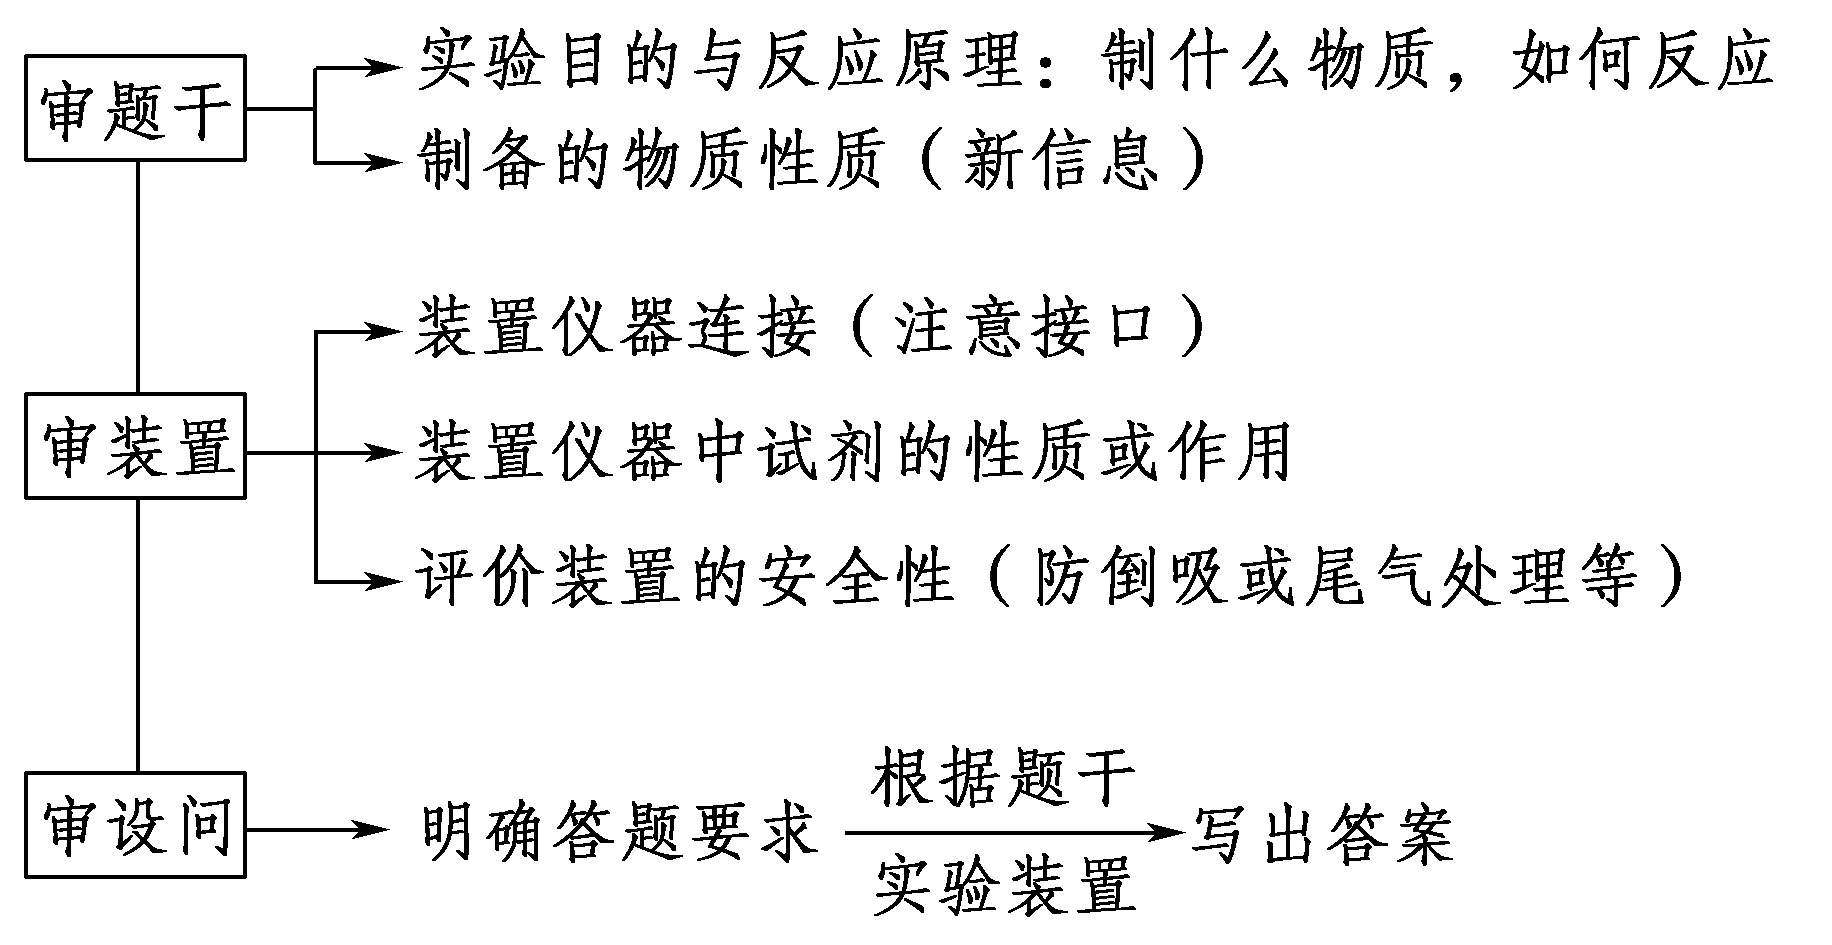 审题干
实验目的与反应原理：制什么物质，如何反应
制备的物质性质（新信息）
装置仪器连接（注意接口）
审装置
装置仪器中试剂的性质或作用
评价装置的安全性（防倒吸或尾气处理等）
审设问
明确答题要求
根据题干
实验装置
写出答案